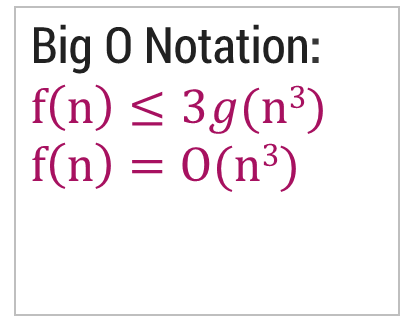 Big O Notation:
f(n) ≤ 3g(n³)
f(n) = O(n³)